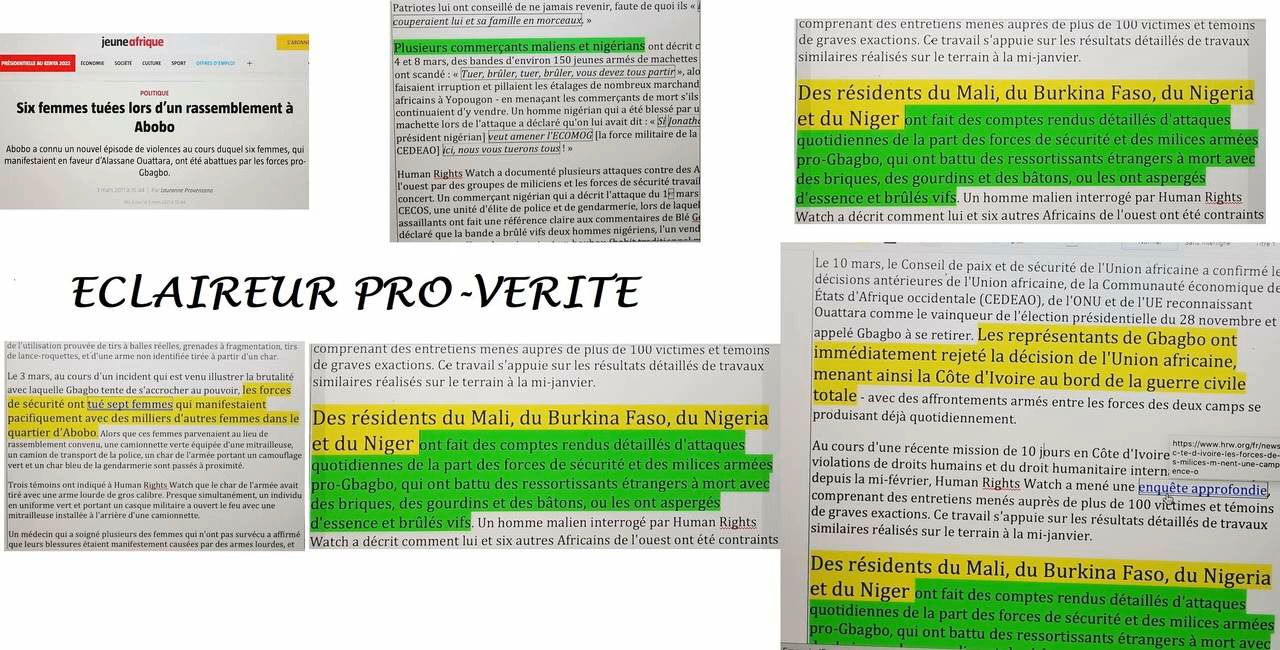 jeuneafrique
S'ABONN
PRÉSIDENTIELLE AU KENYA 2022
ÉCONOMIE
SOCIÉTÉ
CULTURE
SPORT
OFFRES D'EMPLOI
+
POLITIQUE
Six femmes tuées lors d'un rassemblement à
Abobo
Abobo a connu un nouvel épisode de violences au cours duquel six femmes, qui
manifestaient en faveur d'Alassane Ouattara, ont été abattues par les forces pro-
Gbagbo.
3 mars 2011 à 15:44 | Par Laurenne Provenzano
Patriotes lui ont conseillé de ne jamais revenir, faute de quoi ils «
couperaient lui et sa famille en morceaux. »
Plusieurs commerçants maliens et nigérians ont décrit c
4 et 8 mars, des bandes d'environ 150 jeunes armés de machettes
ont scandé : « Tuer, brûler, tuer, brûler, vous devez tous partir », alo
faisaient irruption et pillaient les étalages de nombreux marchand
africains à Yopougon - en menaçant les commerçants de mort s'ils
continuaient d'y vendre. Un homme nigérian qui a été blessé par u
machette lors de l'attaque a déclaré qu'on lui avait dit : « Si Jonath
président nigérian] veut amener l'ECOMOG [la force militaire de la
CEDEAO] ici, nous vous tuerons tous ! »
Human Rights Watch a documenté plusieurs attaques contre des A
l'ouest par des groupes de miliciens et les forces de sécurité travail
concert. Un commerçant nigérian qui a décrit l'attaque du 1er mars
CECOS, une unité d'élite de police et de gendarmerie, lors de laquel
assaillants ont fait une référence claire aux commentaires de Blé G
déclaré que la bande a brûlé vifs deux hommes nigériens, l'un vend
comprenant des entretiens menés auprès de plus de 100 victimes et témoins
de graves exactions. Ce travail s'appuie sur les résultats détaillés de travaux
similaires réalisés sur le terrain à la mi-janvier.
Des résidents du Mali, du Burkina Faso, du Nigeria
et du Niger ont fait des comptes rendus détaillés d'attaques
quotidiennes de la part des forces de sécurité et des milices armées
pro-Gbagbo, qui ont battu des ressortissants étrangers à mort avec
des briques, des gourdins et des bâtons, ou les ont aspergés
d'essence et brûlés vifs. Un homme malien interrogé par Human Rights
Watch a décrit comment lui et six autres Africains de l'ouest ont été contraints
ECLAIREUR PRO-VERITE
de l'utilisation prouvée de tirs à balles réelles, grenades à fragmentation, tirs
de lance-roquettes, et d'une arme non identifiée tirée à partir d'un char.
Le 3 mars, au cours d'un incident qui est venu illustrer la brutalité
avec laquelle Gbagbo tente de s'accrocher au pouvoir, les forces
de sécurité ont tué sept femmes qui manifestaient
pacifiquement avec des milliers d'autres femmes dans le
quartier d'Abobo. Alors que ces femmes parvenaient au lieu de
rassemblement convenu, une camionnette verte équipée d'une mitrailleuse,
un camion de transport de la police, un char de l'armée portant un camouflage
vert et un char bleu de la gendarmerie sont passés à proximité.
Trois témoins ont indiqué à Human Rights Watch que le char de l'armée avait
tiré avec une arme lourde de gros calibre. Presque simultanément, un individu
en uniforme vert et portant un casque militaire a ouvert le feu avec une
mitrailleuse installée à l'arrière d'une camionnette.
Un médecin qui a soigné plusieurs des femmes qui n'ont pas survécu a affirmé
que leurs blessures étaient manifestement causées par des armes lourdes, et
comprenant des entretiens menés auprès de plus de 100 victimes et témoins
de graves exactions. Ce travail s'appuie sur les résultats détaillés de travaux
similaires réalisés sur le terrain à la mi-janvier.
Des résidents du Mali, du Burkina Faso, du Nigeria
et du Niger ont fait des comptes rendus détaillés d'attaques
quotidiennes de la part des forces de sécurité et des milices armées
pro-Gbagbo, qui ont battu des ressortissants étrangers à mort avec
des briques, des gourdins et des bâtons, ou les ont aspergés
d'essence et brûlés vifs. Un homme malien interrogé par Human Rights
Watch a décrit comment lui et six autres Africains de l'ouest ont été contraints
Le 10 mars, le Conseil de paix et de sécurité de l'Union africaine a confirmé le
décisions antérieures de l'Union africaine, de la Communauté économique de
États d'Afrique occidentale (CEDEAO), de l'ONU et de l'UE reconnaissant
Ouattara comme le vainqueur de l'élection présidentielle du 28 novembre et
appelé Gbagbo à se retirer. Les représentants de Gbagbo ont
immédiatement rejeté la décision de l'Union africaine,
menant ainsi la Côte d'Ivoire au bord de la guerre civile
totale - avec des affrontements armés entre les forces des deux camps se
produisant déjà quotidiennement.
Au cours d'une récente mission de 10 jours en Côte d'Ivoire
violations de droits humains et du droit humanitaire intern
depuis la mi-février, Human Rights Watch a mené une enquête approfondie,
https://www.hrw.org/fr/news
c-te-d-ivoire-les-forces-de-
s-milices-m-nent-une-camp
ence-o
comprenant des entretiens menés auprès de plus de 100 victimes et témoins
de graves exactions. Ce travail s'appuie sur les résultats détaillés de travaux
similaires réalisés sur le terrain à la mi-janvier.
Des résidents du Mali, du Burkina Faso, du Nigeria
et du Niger ont fait des comptes rendus détaillés d'attaques
quotidiennes de la part des forces de sécurité et des milices armées
pro-Gbagbo, qui ont battu des ressortissants étrangers à mort avec